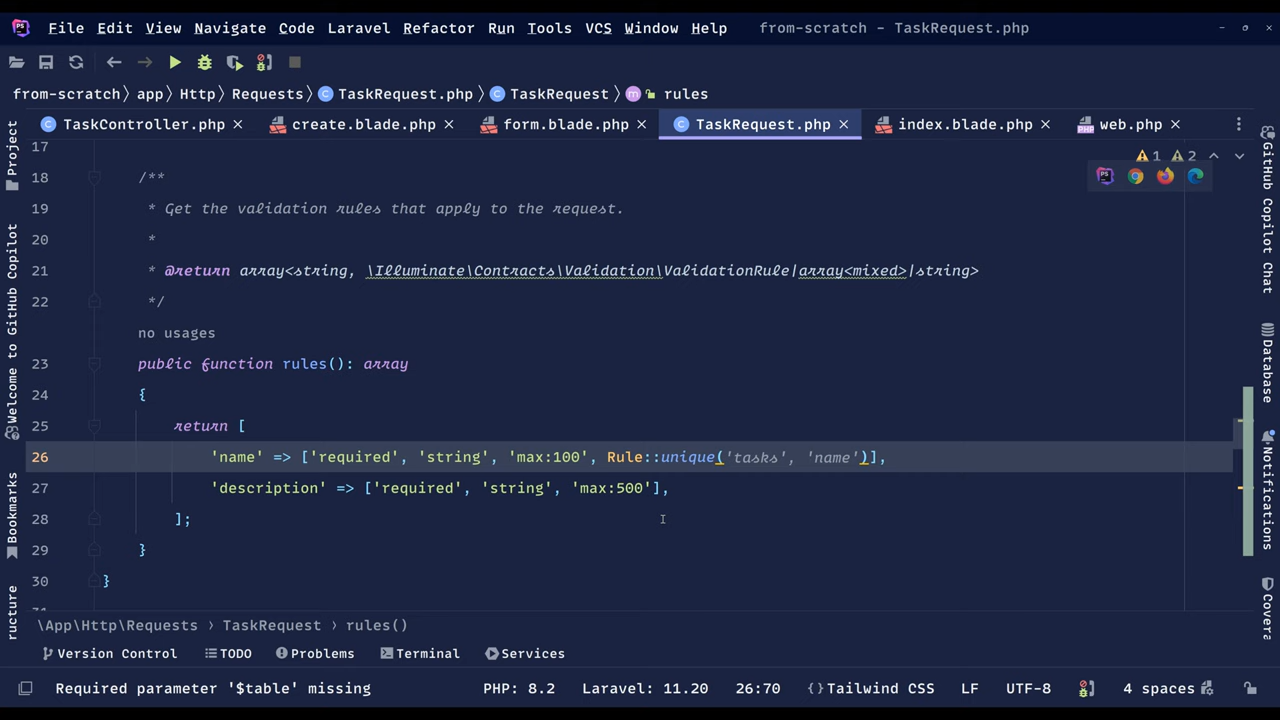 PS File Edit View Navigate Code Laravel Refactor Run Tools VCS Window Help from-scratch - TaskRequest.php
from-scratch 〉 app 〉 Http 〉 Requests 〉 C TaskRequest.php 〉 C TaskRequest 〉 m rules
C TaskController.php create.blade.php form.blade.php C TaskRequest.php index.blade.php PHP web.php
1 2
17
18 /**
19 * Get the validation rules that apply to the request.
20 *
21 * @return array<string, \Illuminate\Contracts\Validation\ValidationRule|array<mixed>|string>
22 */
no usages
23 public function rules(): array
24 {
25 return [
26 'name' => ['required', 'string', 'max:100', Rule::unique('tasks', 'name')],
27 'description' => ['required', 'string', 'max:500'],
28 ];
29 }
30 }
\App\Http\Requests 〉 TaskRequest 〉 rules()
Version Control TODO Problems Terminal Services
Required parameter '$table' missing PHP: 8.2 Laravel: 11.20 26:70 {} Tailwind CSS LF UTF-8 4 spaces
Project
Welcome to GitHub Copilot
Bookmarks
ructure
GitHub Copilot Chat
Database
Notifications
Covera